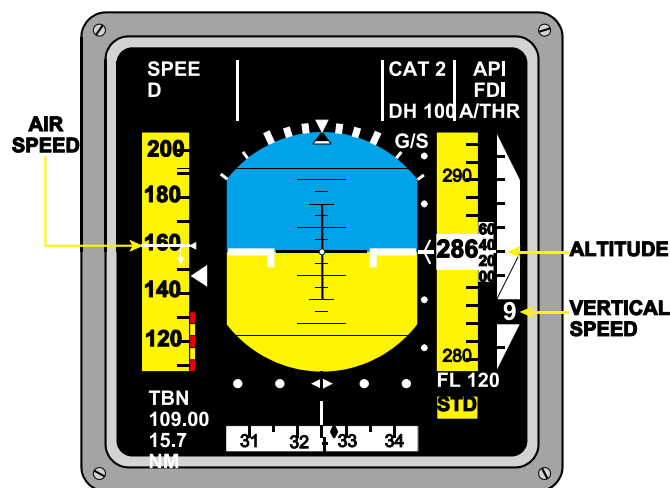 SPEE
D
CAT 2
DH 100
API
FDI
A/THR
G/S
AIR
SPEED
200
180
160
140
120
290
286
280
60
40
20
00
9
ALTITUDE
VERTICAL
SPEED
FL 120
STD
TBN
109.00
15.7
NM
31 32 33 34